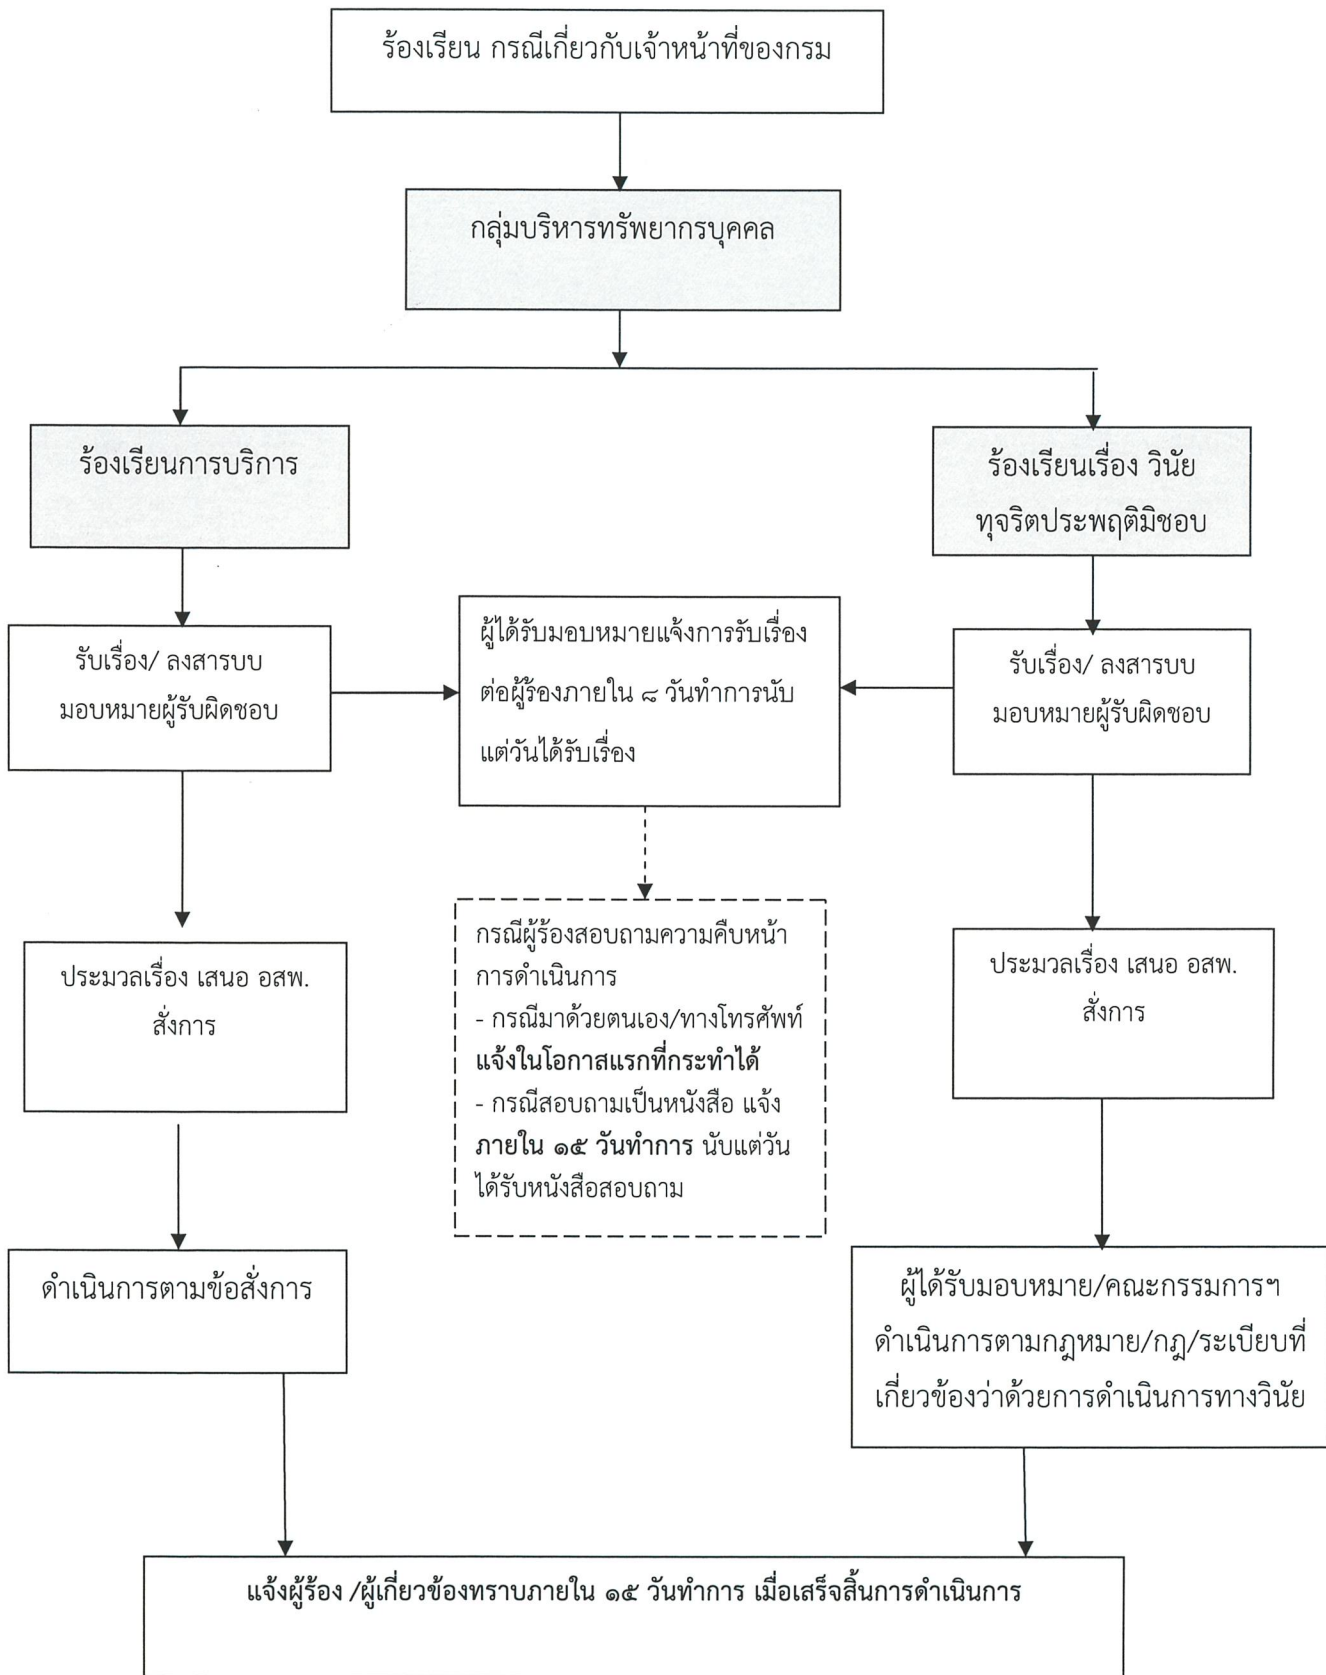 ร้องเรียน กรณีเกี่ยวกับเจ้าหน้าที่ของกรม
กลุ่มบริหารทรัพยากรบุคคล
ร้องเรียนการบริการ
ร้องเรียนเรื่อง วินัย
ทุจริตประพฤติมิชอบ
รับเรื่อง/ ลงสารบบ
มอบหมายผู้รับผิดชอบ
ผู้ได้รับมอบหมายแจ้งการรับเรื่อง
ต่อผู้ร้องภายใน ๘ วันทำการนับ
แต่วันได้รับเรื่อง
รับเรื่อง/ ลงสารบบ
มอบหมายผู้รับผิดชอบ
ประมวลเรื่อง เสนอ อสพ.
สั่งการ
กรณีผู้ร้องสอบถามความคืบหน้า
การดำเนินการ
- กรณีมาด้วยตนเอง/ทางโทรศัพท์
แจ้งในโอกาสแรกที่กระทำได้
- กรณีสอบถามเป็นหนังสือ แจ้ง
ภายใน ๑๕ วันทำการ นับแต่วัน
ได้รับหนังสือสอบถาม
ประมวลเรื่อง เสนอ อสพ.
สั่งการ
ดำเนินการตามข้อสั่งการ
ผู้ได้รับมอบหมาย/คณะกรรมการฯ
ดำเนินการตามกฎหมาย/กฎ/ระเบียบที่
เกี่ยวข้องว่าด้วยการดำเนินการทางวินัย
แจ้งผู้ร้อง /ผู้เกี่ยวข้องทราบภายใน ๑๕ วันทำการ เมื่อเสร็จสิ้นการดำเนินการ